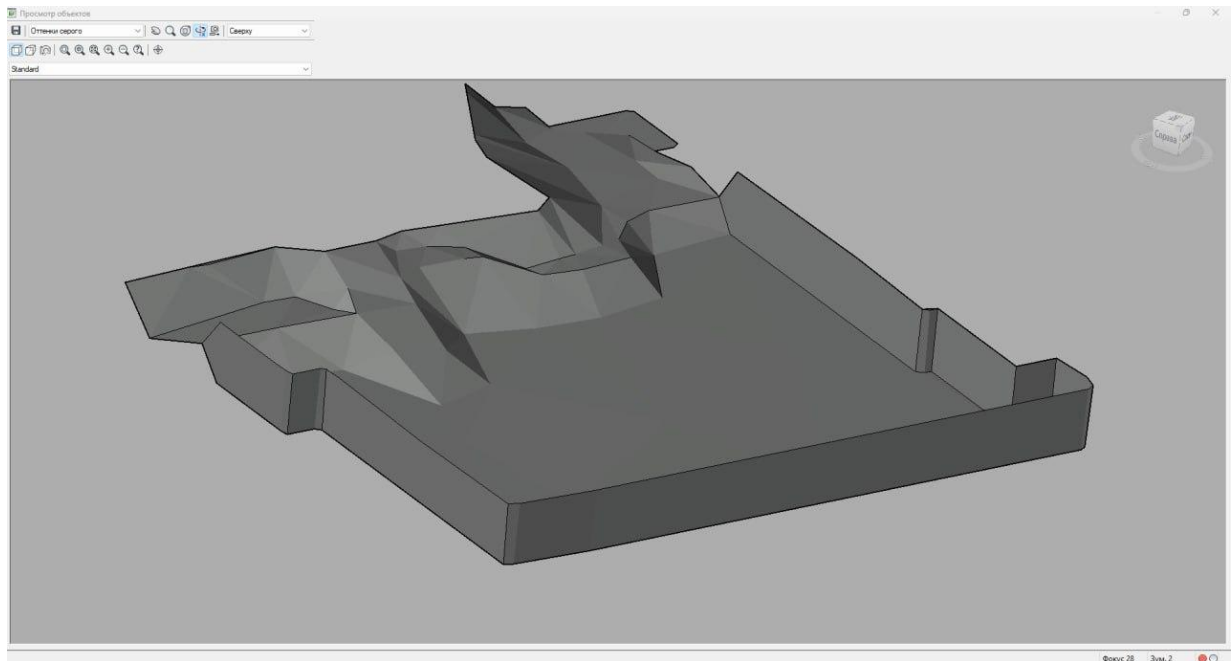 Просмотр объектов
Оттенки серого
Сверху
Standard
Справа
Фокус 28 Зум. 2